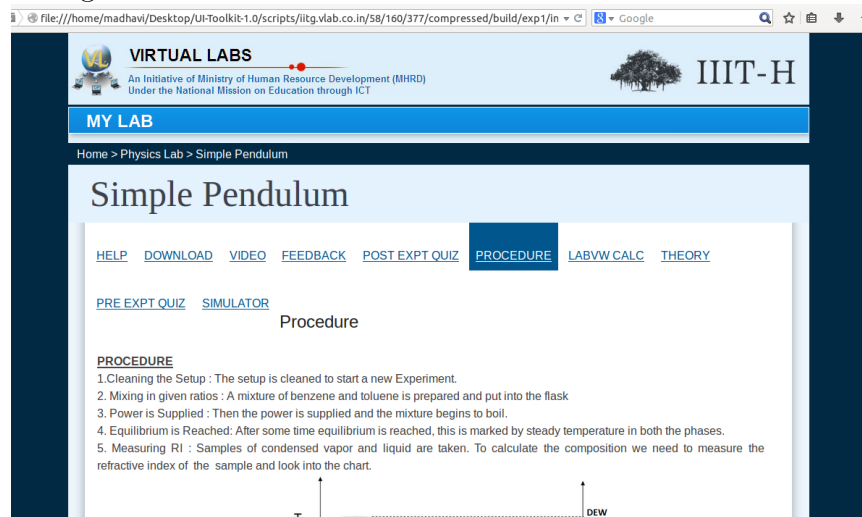 file:///home/madhavi/Desktop/UI-Toolkit-1.0/scripts/iitg.vlab.co.in/58/160/377/compressed/build/exp1/in
Google
VIRTUAL LABS
An Initiative of Ministry of Human Resource Development (MHRD)
Under the National Mission on Education through ICT
IIIT-H
MY LAB
Home > Physics Lab > Simple Pendulum
Simple Pendulum
HELP DOWNLOAD VIDEO FEEDBACK POST EXPT QUIZ PROCEDURE LABVW CALC THEORY
PRE EXPT QUIZ SIMULATOR
Procedure
PROCEDURE
1.Cleaning the Setup : The setup is cleaned to start a new Experiment.
2. Mixing in given ratios : A mixture of benzene and toluene is prepared and put into the flask
3. Power is Supplied : Then the power is supplied and the mixture begins to boil.
4. Equilibrium is Reached: After some time equilibrium is reached, this is marked by steady temperature in both the phases.
5. Measuring RI : Samples of condensed vapor and liquid are taken. To calculate the composition we need to measure the
refractive index of the sample and look into the chart.
DEW